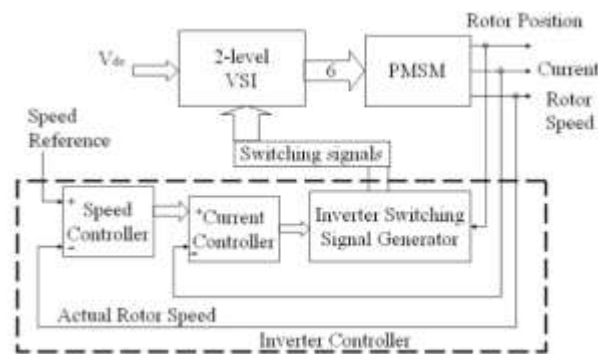 Rotor Position
V_dc
2-level
VSI
6
PMSM
Current
Rotor
Speed
Speed
Reference
Switching signals
+
Speed
Controller
-
+
Current
Controller
-
Inverter Switching
Signal Generator
Actual Rotor Speed
Inverter Controller